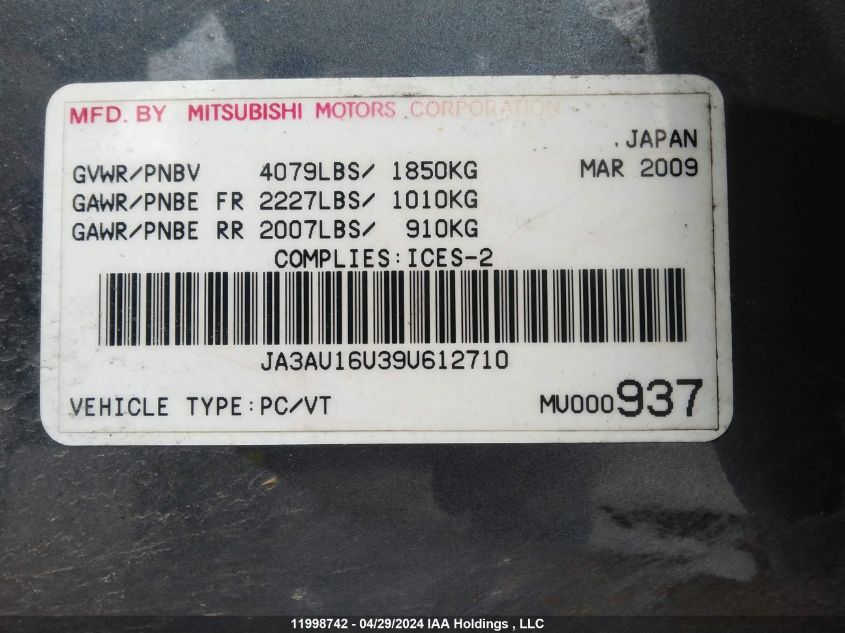 MFD. BY MITSUBISHI MOTORS CORPORATION
JAPAN
GVWR/PNBV 4079LBS/ 1850KG MAR 2009
GAWR/PNBE FR 2227LBS/ 1010KG
GAWR/PNBE RR 2007LBS/ 910KG
COMPLIES:ICES-2
JA3AU16U39U612710
VEHICLE TYPE:PC/VT MU000937
11998742 - 04/29/2024 IAA Holdings , LLC